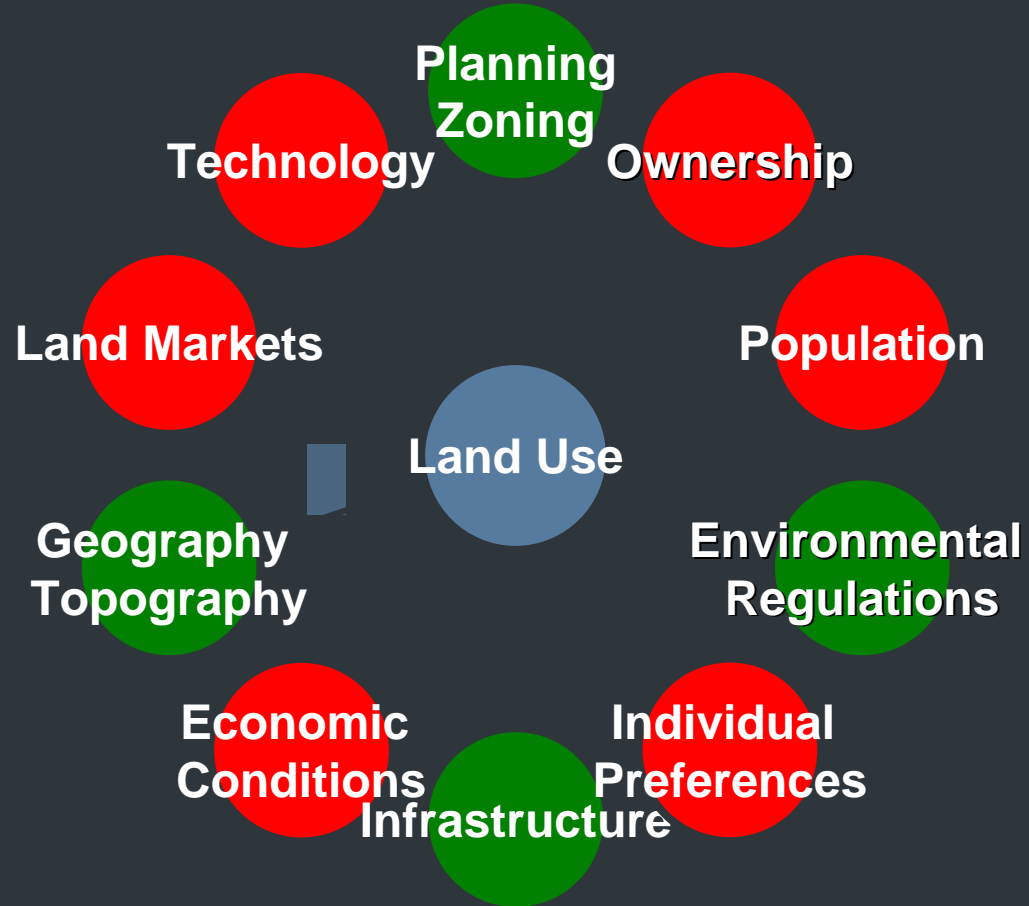 Planning
Zoning
Technology
Ownership
Land Markets
Population
Land Use
Geography
Topography
Environmental
Regulations
Economic
Conditions
Individual
Preferences
Infrastructure